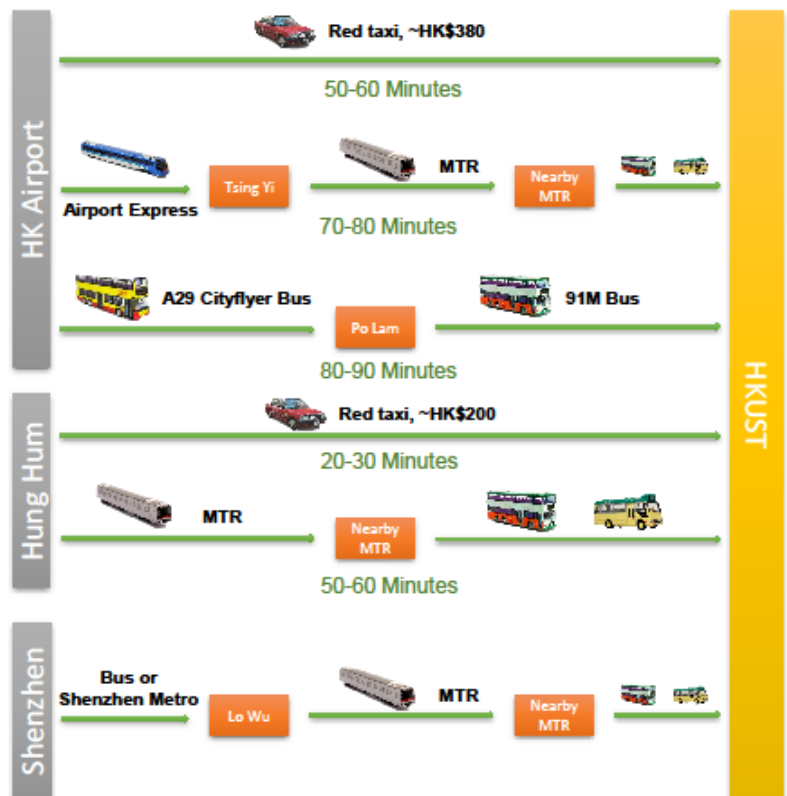 HK Airport
Red taxi, ~HK$380
50-60 Minutes
Airport Express
Tsing Yi
MTR
Nearby
MTR
70-80 Minutes
A29 Cityflyer Bus
Po Lam
91M Bus
80-90 Minutes
Hung Hum
Red taxi, ~HK$200
20-30 Minutes
MTR
Nearby
MTR
50-60 Minutes
Shenzhen
Bus or
Shenzhen Metro
Lo Wu
MTR
Nearby
MTR
HKUST